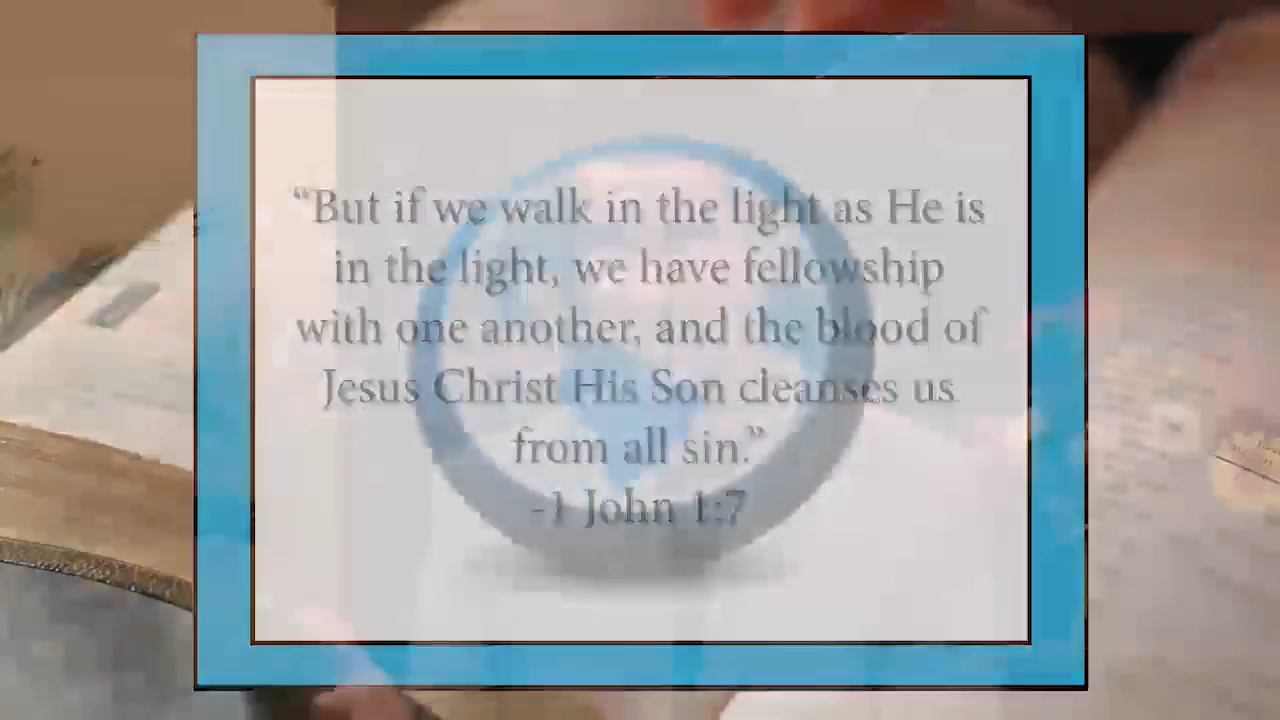 “But if we walk in the light as He is
in the light, we have fellowship
with one another, and the blood of
Jesus Christ His Son cleanses us
from all sin.”
-1 John 1:7